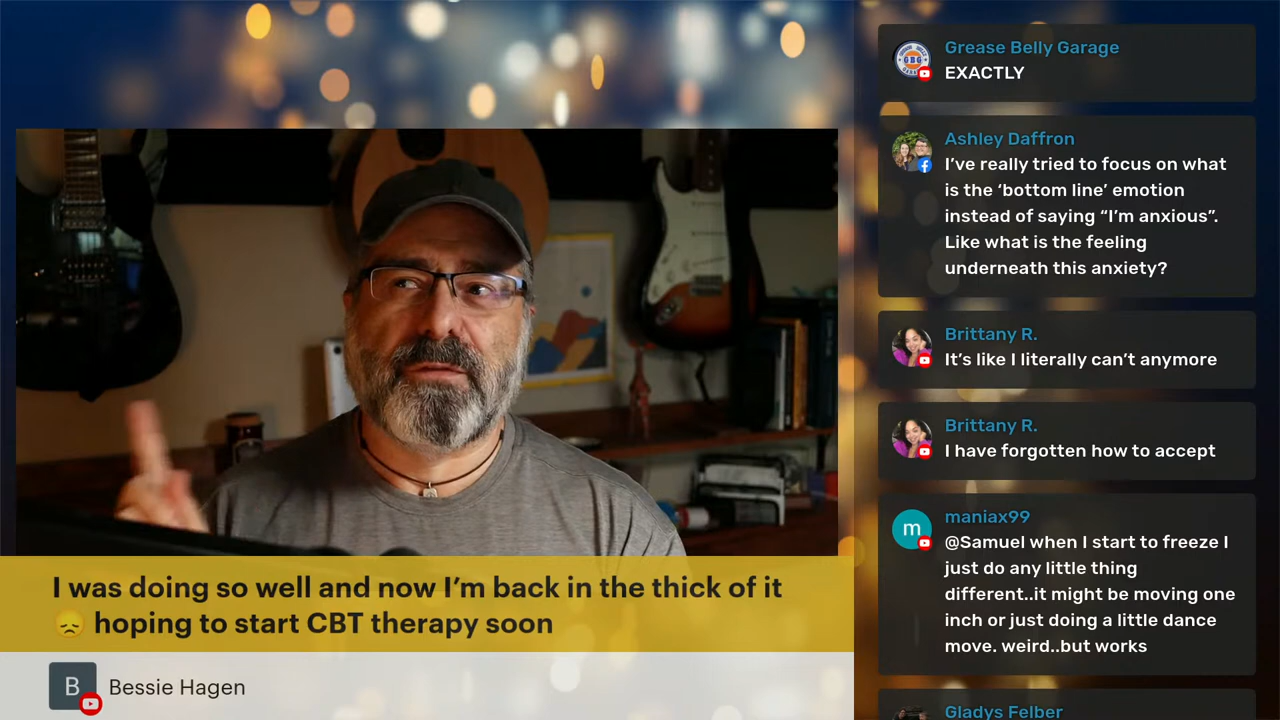 I was doing so well and now I'm back in the thick of it
😞 hoping to start CBT therapy soon
B
Bessie Hagen
GBG
Grease Belly Garage
EXACTLY
Ashley Daffron
I've really tried to focus on what
is the ‘bottom line’ emotion
instead of saying “I'm anxious”.
Like what is the feeling
underneath this anxiety?
Brittany R.
It's like I literally can't anymore
Brittany R.
I have forgotten how to accept
m
maniax99
@Samuel when I start to freeze I
just do any little thing
different..it might be moving one
inch or just doing a little dance
move. weird..but works
Gladys Felber